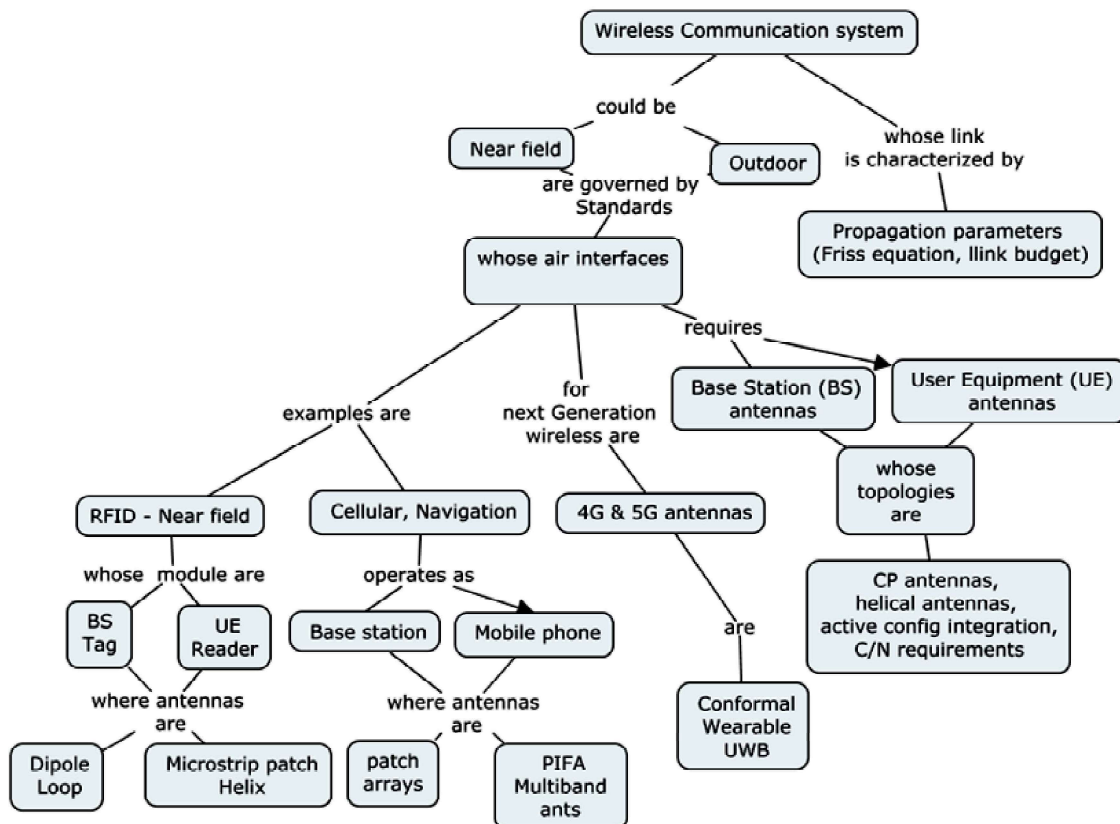 Wireless Communication system
could be
Near field
Outdoor
whose link
is characterized by
are governed by
Standards
Propagation parameters
(Friss equation, llink budget)
whose air interfaces
requires
Base Station (BS)
antennas
User Equipment (UE)
antennas
for
next Generation
wireless are
examples are
whose
topologies
are
RFID - Near field
Cellular, Navigation
4G & 5G antennas
whose module are
operates as
CP antennas,
helical antennas,
active config integration,
C/N requirements
BS
Tag
UE
Reader
Base station
Mobile phone
are
where antennas
are
where antennas
are
Conformal
Wearable
UWB
Dipole
Loop
Microstrip patch
Helix
patch
arrays
PIFA
Multiband
ants